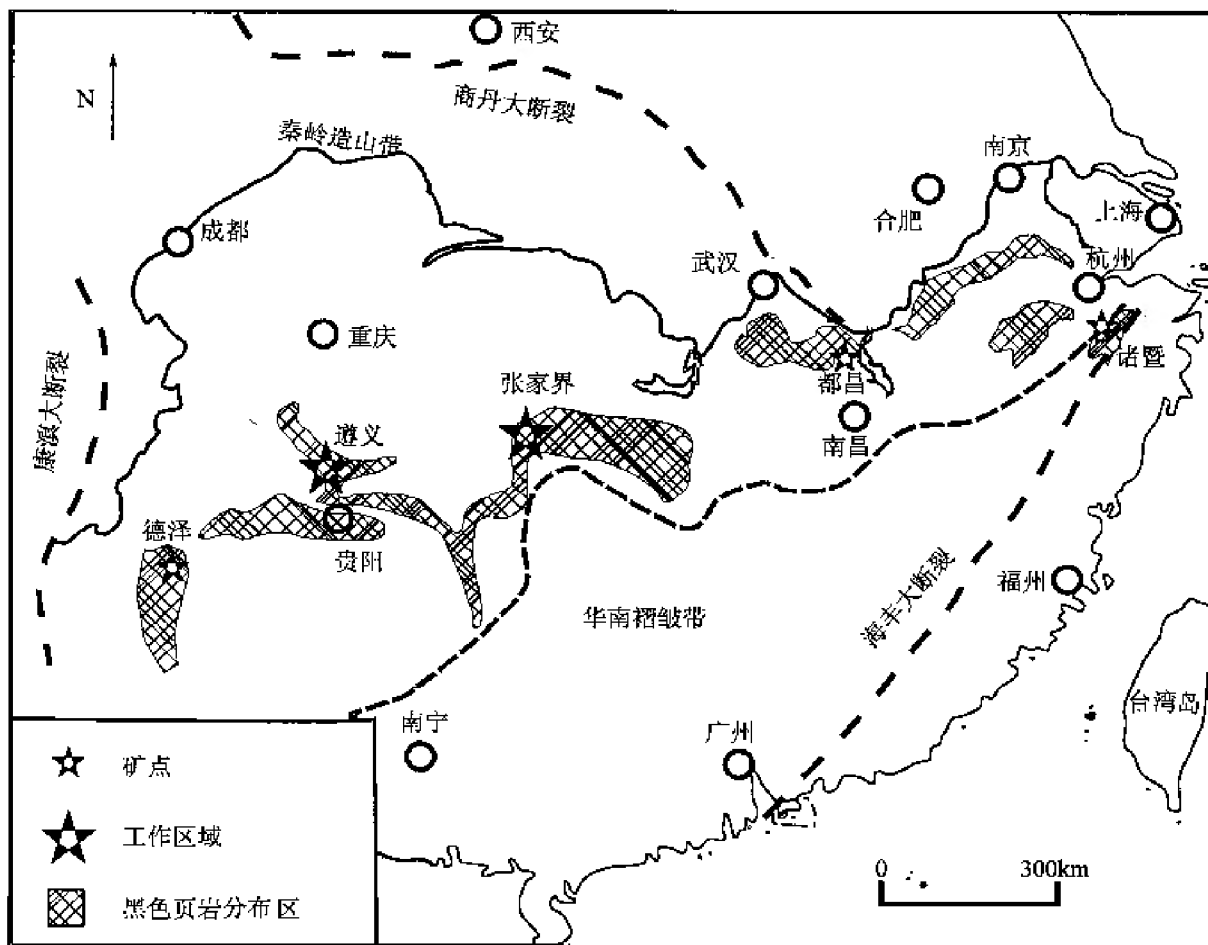 西安
N
商丹大断裂
秦岭造山带
南京
合肥
上海
成都
武汉
杭州
重庆
诸暨
都昌
张家界
康滇大断裂
遵义
南昌
德泽
贵阳
福州
华南褶皱带
海丰大断裂
台湾岛
南宁
广州
矿点
工作区域
0 300km
黑色页岩分布区